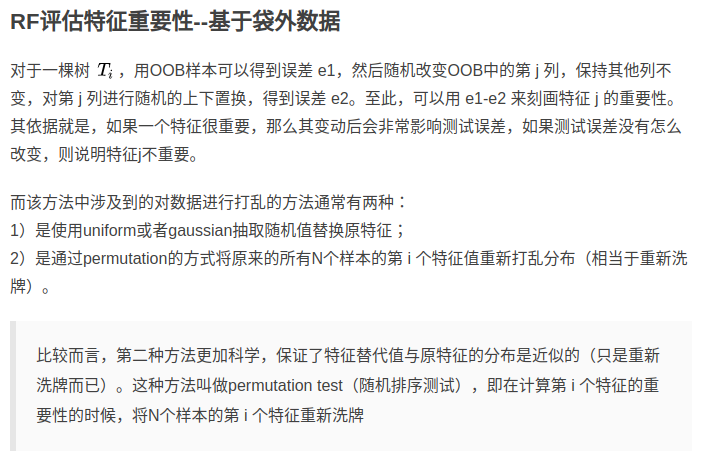 RF评估特征重要性--基于袋外数据
对于一棵树 Ti ，用OOB样本可以得到误差 e1，然后随机改变OOB中的第 j 列，保持其他列不
变，对第 j 列进行随机的上下置换，得到误差 e2。至此，可以用 e1-e2 来刻画特征 j 的重要性。
其依据就是，如果一个特征很重要，那么其变动后会非常影响测试误差，如果测试误差没有怎么
改变，则说明特征j不重要。
而该方法中涉及到的对数据进行打乱的方法通常有两种：
1）是使用uniform或者gaussian抽取随机值替换原特征；
2）是通过permutation的方式将原来的所有N个样本的第 i 个特征值重新打乱分布（相当于重新洗
牌）。
比较而言，第二种方法更加科学，保证了特征替代值与原特征的分布是近似的（只是重新
洗牌而已）。这种方法叫做permutation test（随机排序测试），即在计算第 i 个特征的重
要性的时候，将N个样本的第 i 个特征重新洗牌